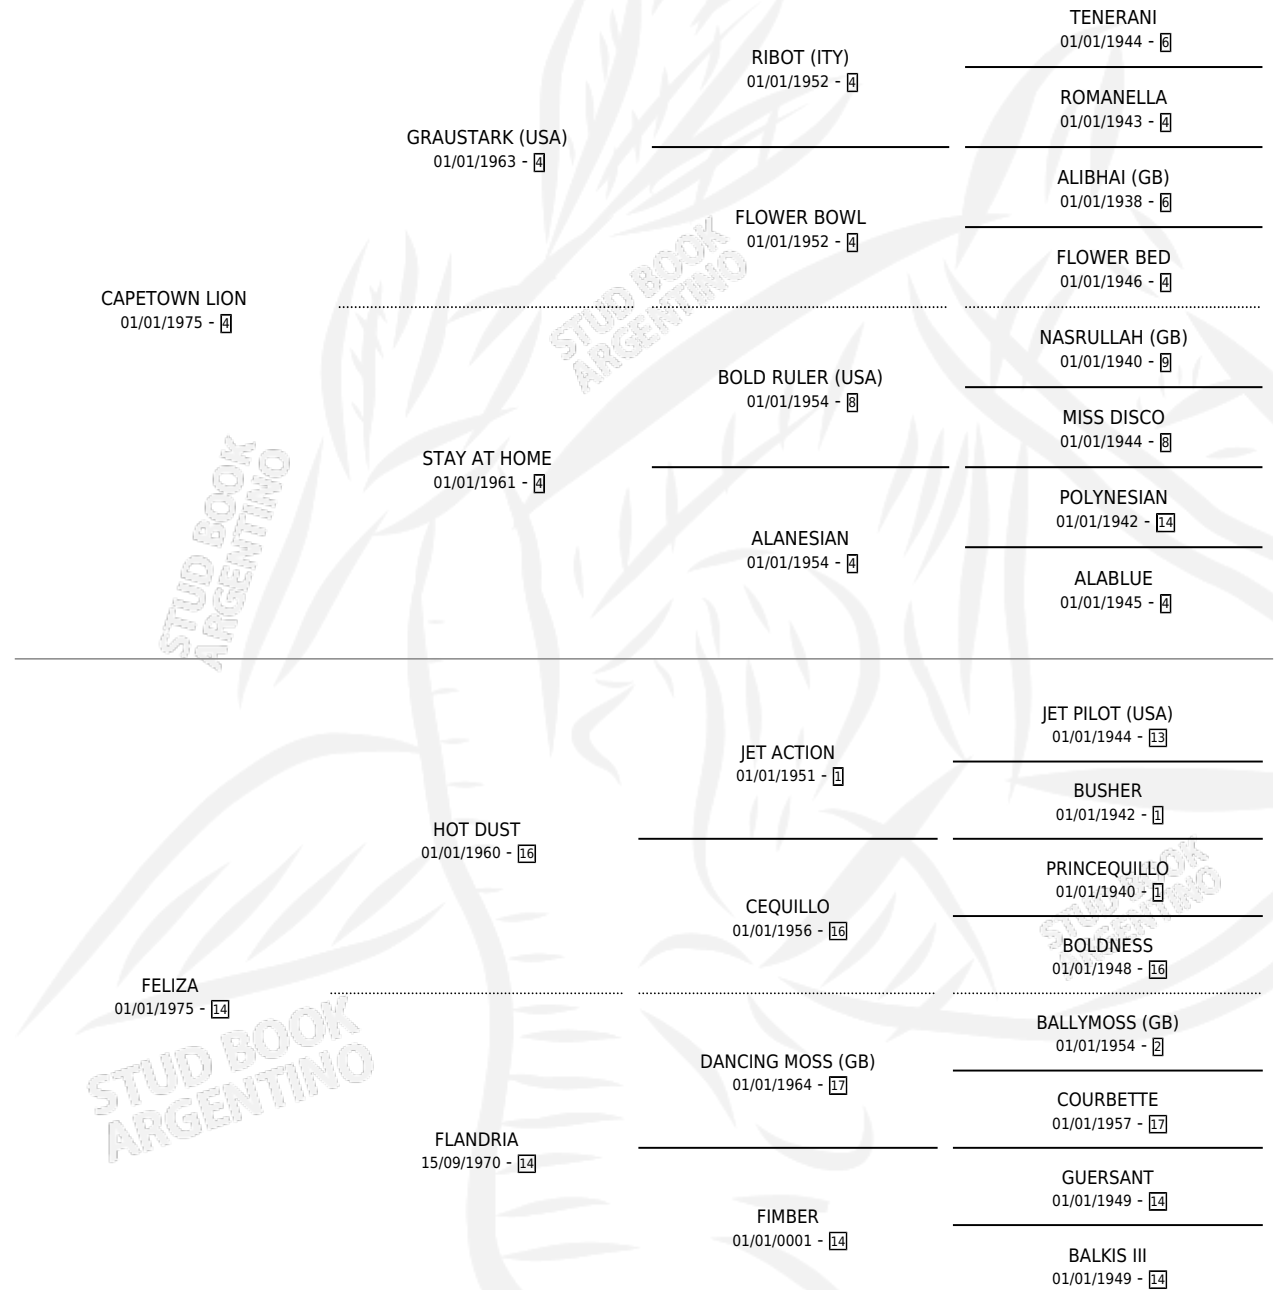 TENERANI
01/01/1944 - 6
RIBOT (ITY)
01/01/1952 - 4
ROMANELLA
01/01/1943 - 4
GRAUSTARK (USA)
01/01/1963 - 4
ALIBHAI (GB)
01/01/1938 - 6
FLOWER BOWL
01/01/1952 - 4
FLOWER BED
01/01/1946 - 4
CAPETOWN LION
01/01/1975 - 4
STUD BOOK
ARGENTINO
NASRULLAH (GB)
01/01/1940 - 9
BOLD RULER (USA)
01/01/1954 - 8
MISS DISCO
01/01/1944 - 8
STAY AT HOME
01/01/1961 - 4
STUD BOOK
ARGENTINO
POLYNESIAN
01/01/1942 - 14
ALANESIAN
01/01/1954 - 4
ALABLUE
01/01/1945 - 4
JET PILOT (USA)
01/01/1944 - 13
JET ACTION
01/01/1951 - 1
BUSHER
01/01/1942 - 1
HOT DUST
01/01/1960 - 16
PRINCEQUILLO
01/01/1940 - 1
STUD BOOK
ARGENTINO
CEQUILLO
01/01/1956 - 16
BOLDNESS
01/01/1948 - 16
FELIZA
01/01/1975 - 14
STUD BOOK
ARGENTINO
BALLYMOSS (GB)
01/01/1954 - 2
DANCING MOSS (GB)
01/01/1964 - 17
COURBETTE
01/01/1957 - 17
FLANDRIA
15/09/1970 - 14
GUERSANT
01/01/1949 - 14
FIMBER
01/01/0001 - 14
BALKIS III
01/01/1949 - 14